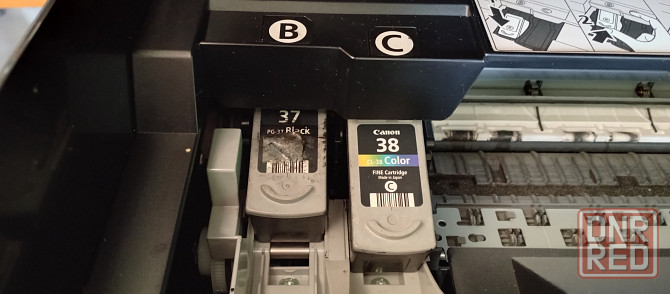 B
C
37
PG-37 Black
Canon
38
CL-38 Color
FINE Cartridge
Made in Japan
C
DNR
RED